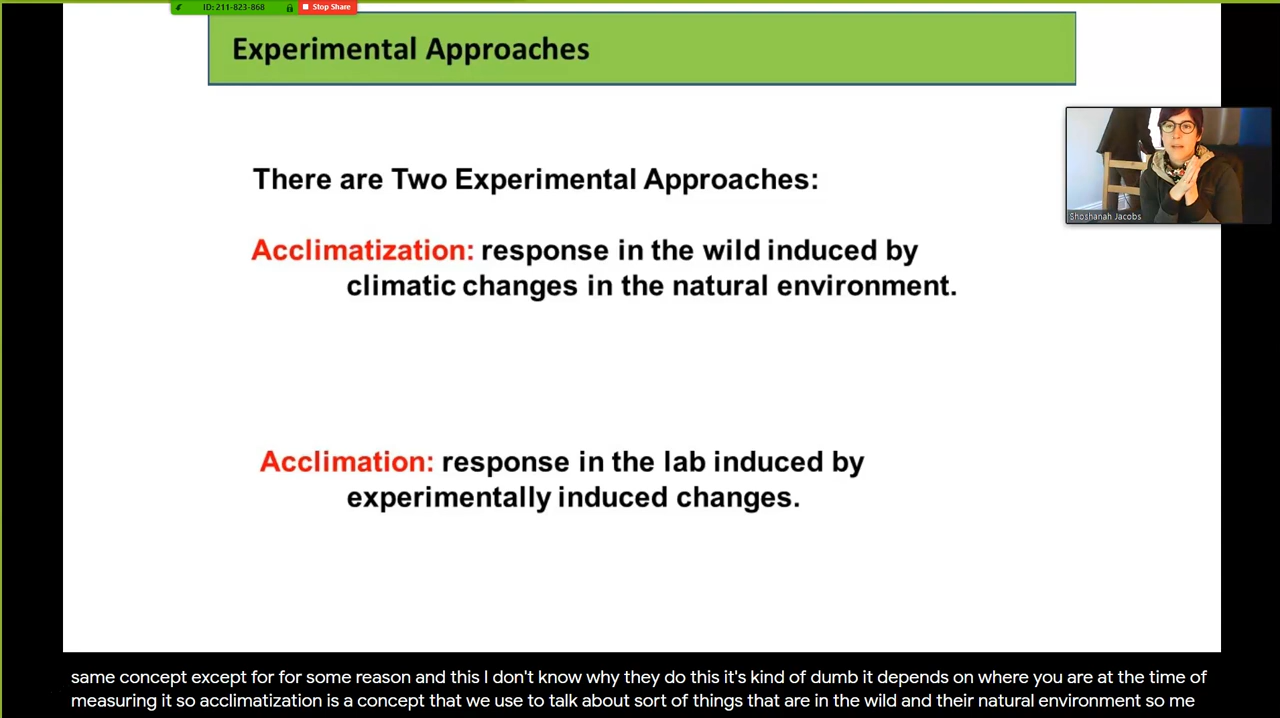 ID: 211-823-868
Stop Share
Experimental Approaches
There are Two Experimental Approaches:
Acclimatization: response in the wild induced by
climatic changes in the natural environment.
Shoshanah Jacobs
Acclimation: response in the lab induced by
experimentally induced changes.
same concept except for for some reason and this I don't know why they do this it's kind of dumb it depends on where you are at the time of
measuring it so acclimatization is a concept that we use to talk about sort of things that are in the wild and their natural environment so me